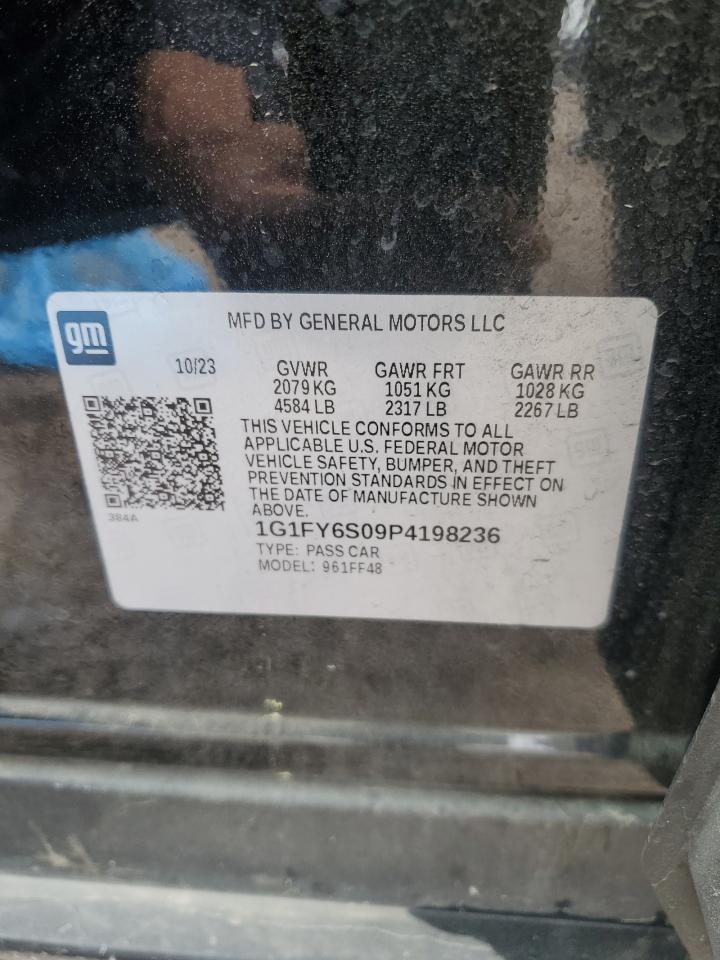 gm
MFD BY GENERAL MOTORS LLC
10/23 GVWR GAWR FRT GAWR RR
2079 KG 1051 KG 1028 KG
4584 LB 2317 LB 2267 LB
THIS VEHICLE CONFORMS TO ALL
APPLICABLE U.S. FEDERAL MOTOR
VEHICLE SAFETY, BUMPER, AND THEFT
PREVENTION STANDARDS IN EFFECT ON
THE DATE OF MANUFACTURE SHOWN
ABOVE.
384A
1G1FY6S09P4198236
TYPE: PASS CAR
MODEL: 961FF48